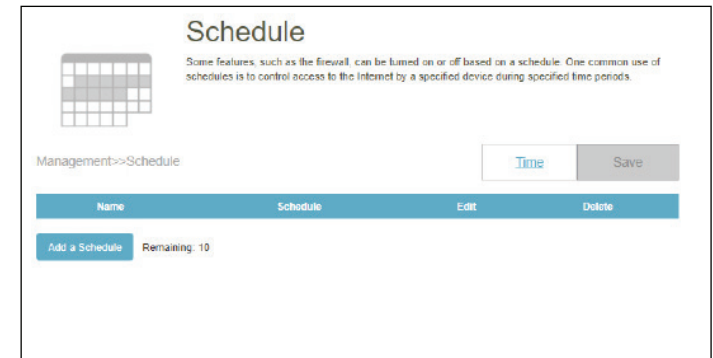 Schedule
Some features, such as the firewall, can be turned on or off based on a schedule. One common use of
schedules is to control access to the Internet by a specified device during specified time periods.
Management>>Schedule
Time
Save
Name Schedule Edit Delete
Add a Schedule Remaining: 10